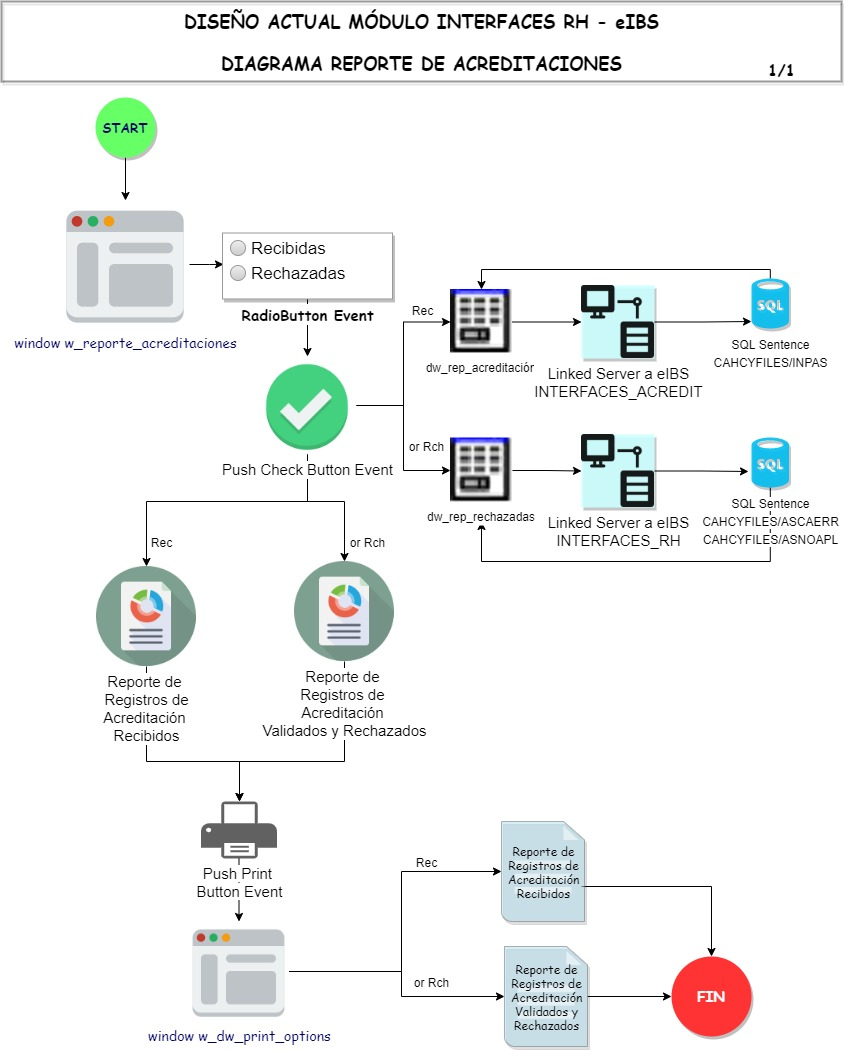 DISEÑO ACTUAL MÓDULO INTERFACES RH - eIBS
DIAGRAMA REPORTE DE ACREDITACIONES
1/1
START
Recibidas
Rechazadas
RadioButton Event
window w_reporte_acreditaciones
Rec
dw_rep_acreditaciór
Linked Server a eIBS
INTERFACES_ACREDIT
SQL
SQL Sentence
CAHCYFILES/INPAS
Push Check Button Event
or Rch
dw_rep_rechazadas
Linked Server a eIBS
INTERFACES_RH
SQL
SQL Sentence
CAHCYFILES/ASCAERR
CAHCYFILES/ASNOAPL
Rec
or Rch
Reporte de
Registros de
Acreditación
Recibidos
Reporte de
Registros de
Acreditación
Validados y Rechazados
Push Print
Button Event
window w_dw_print_options
Rec
Reporte de
Registros de
Acreditación
Recibidos
or Rch
Reporte de
Registros de
Acreditación
Validados y
Rechazados
FIN